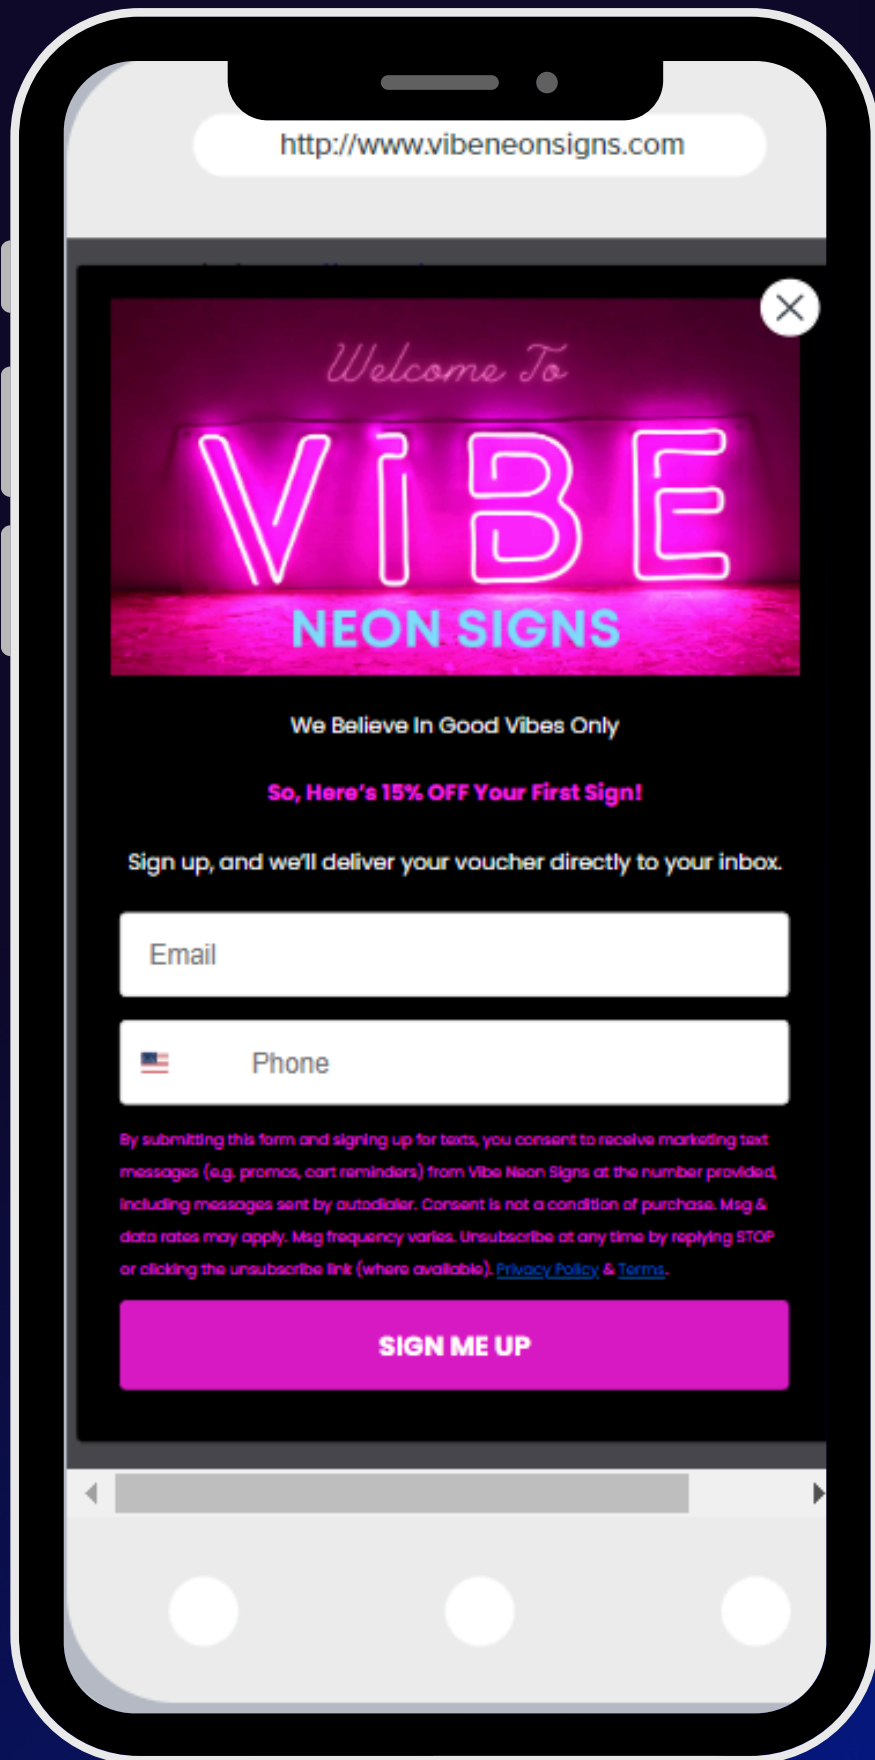 http://www.vibeneonsigns.com
Welcome To
VIBE
NEON SIGNS
We Believe In Good Vibes Only
So, Here's 15% OFF Your First Sign!
Sign up, and we'll deliver your voucher directly to your inbox.
Email
Phone
By submitting this form and signing up for texts, you consent to receive marketing text
messages (e.g. promos, cart reminders) from Vibe Neon Signs at the number provided,
including messages sent by autodialer. Consent is not a condition of purchase. Msg &
data rates may apply. Msg frequency varies. Unsubscribe at any time by replying STOP
or clicking the unsubscribe link (where available). Privacy Policy & Terms.
SIGN ME UP